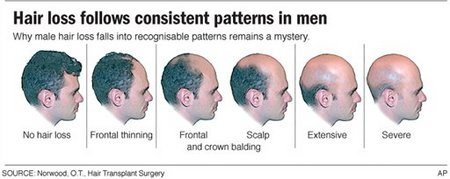 Hair loss follows consistent patterns in men
Why male hair loss falls into recognisable patterns remains a mystery.
No hair loss
Frontal thinning
Frontal
and crown balding
Scalp
Extensive
Severe
SOURCE: Norwood, O.T., Hair Transplant Surgery
AP